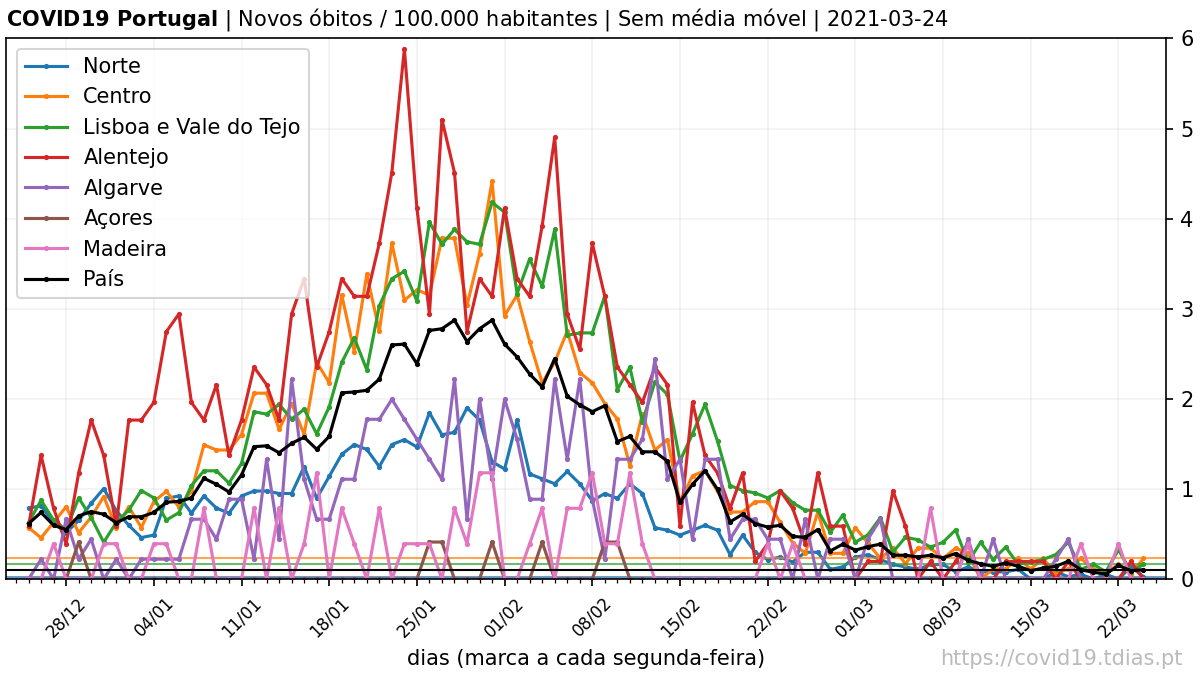 COVID19 Portugal | Novos óbitos / 100.000 habitantes | Sem média móvel | 2021-03-24
Norte
Centro
Lisboa e Vale do Tejo
Alentejo
Algarve
Açores
Madeira
País
6
5
4
3
2
1
0
28/12
04/01
11/01
18/01
25/01
01/02
08/02
15/02
22/02
01/03
08/03
15/03
22/03
dias (marca a cada segunda-feira)
https://covid19.tdias.pt